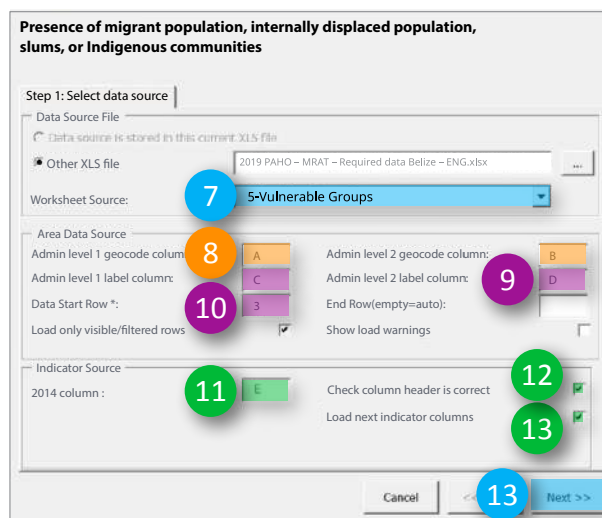 Presence of migrant population, internally displaced population,
slums, or Indigenous communities
Step 1: Select data source
Data Source File
Data source is stored in this current XLS file
Other XLS file 2019 PAHO – MRAT – Required data Belize – ENG.xlsx ...
Worksheet Source: 7 5-Vulnerable Groups
Area Data Source
Admin level 1 geocode colum 8 A Admin level 2 geocode column: B
Admin level 1 label column: C Admin level 2 label column: 9 D
Data Start Row *: 10 3 End Row(empty=auto):
Load only visible/filtered rows Show load warnings
Indicator Source
2014 column : 11 E Check column header is correct 12
Load next indicator columns 13
Cancel << 13 Next >>